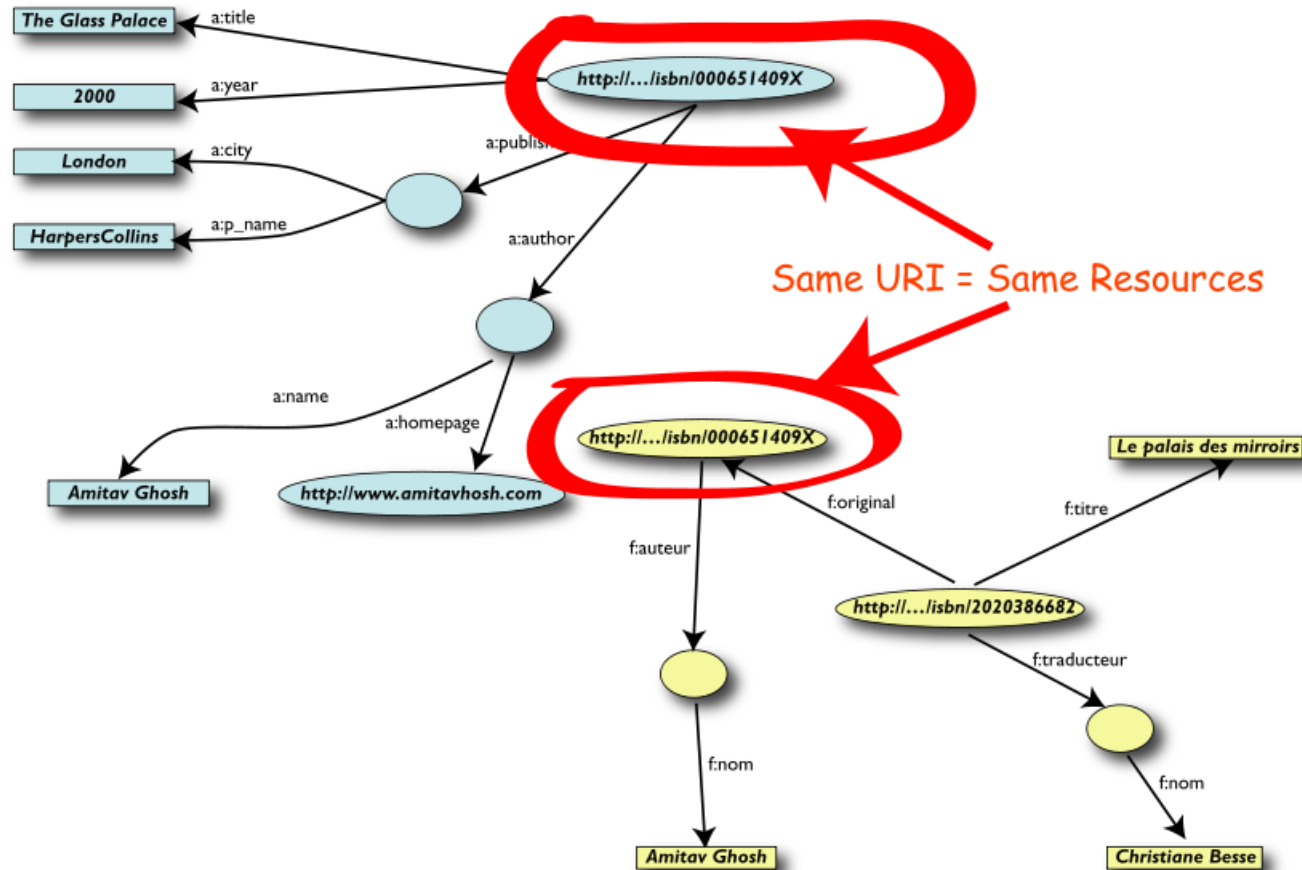 The Glass Palace
a:title
http://…/isbn/000651409X
2000
a:year
London
a:city
a:publish
HarpersCollins
a:p_name
a:author
Same URI = Same Resources
a:name
a:homepage
http://…/isbn/000651409X
Le palais des mirroirs
Amitav Ghosh
http://www.amitavhosh.com
f:original
f:titre
f:auteur
http://…/isbn/2020386682
f:traducteur
f:nom
f:nom
Amitav Ghosh
Christiane Besse